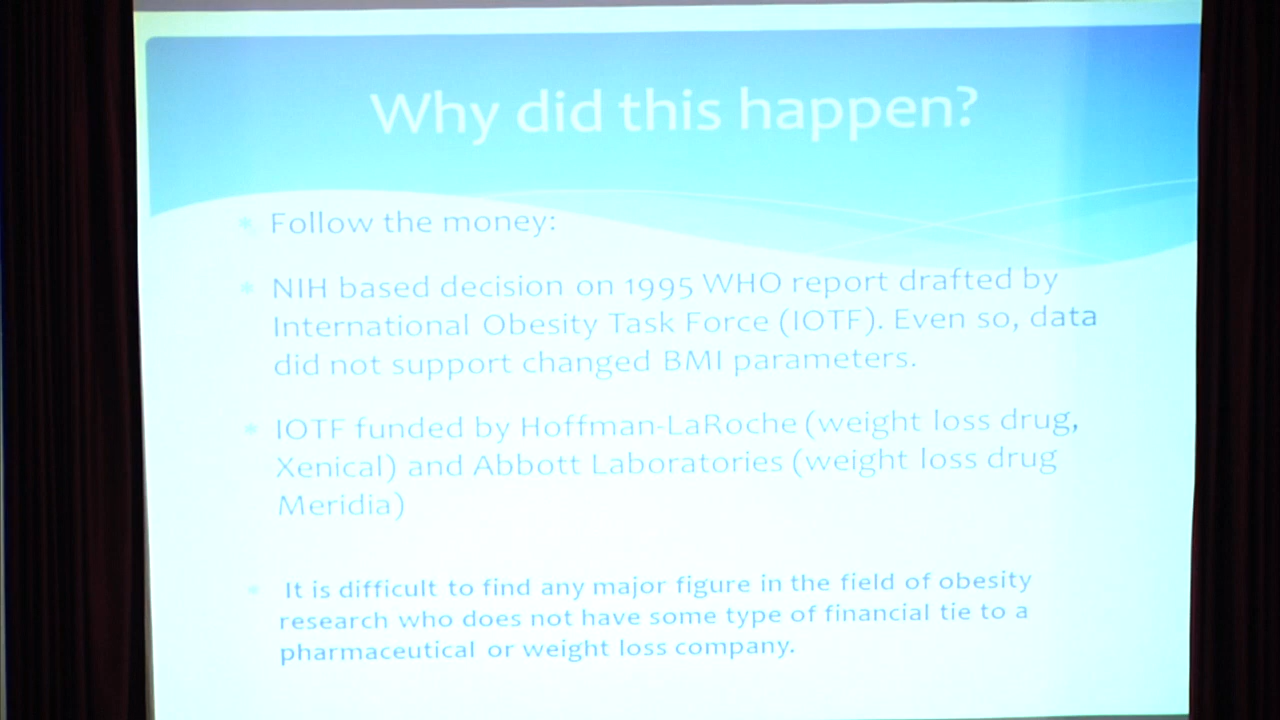 Why did this happen?
Follow the money:
NIH based decision on 1995 WHO report drafted by
International Obesity Task Force (IOTF). Even so, data
did not support changed BMI parameters.
IOTF funded by Hoffman-LaRoche (weight loss drug,
Xenical) and Abbott Laboratories (weight loss drug
Meridia)
It is difficult to find any major figure in the field of obesity
research who does not have some type of financial tie to a
pharmaceutical or weight loss company.